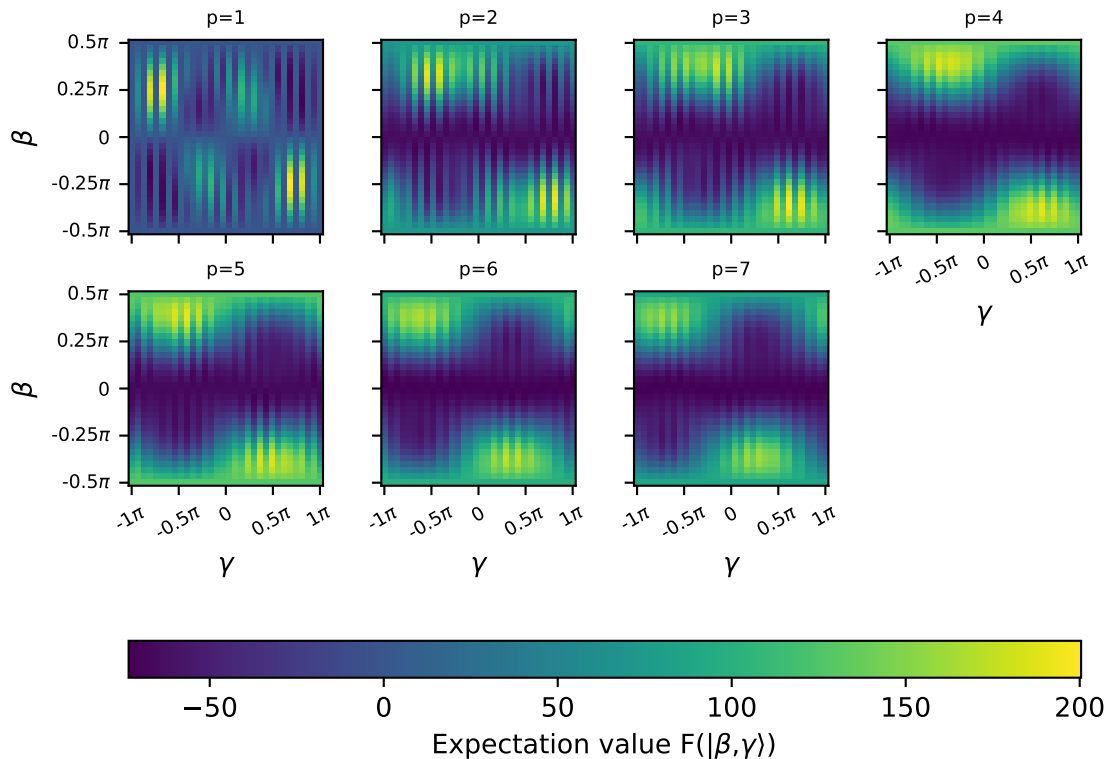 p=1
p=2
p=3
p=4
0.5π
0.25π
0
-0.25π
-0.5π
β
-1π
-0.5π
0
0.5π
1π
γ
p=5
p=6
p=7
0.5π
0.25π
0
-0.25π
-0.5π
β
-1π
-0.5π
0
0.5π
1π
-1π
-0.5π
0
0.5π
1π
-1π
-0.5π
0
0.5π
1π
γ
γ
γ
−50
0
50
100
150
200
Expectation value F(|β,γ⟩)